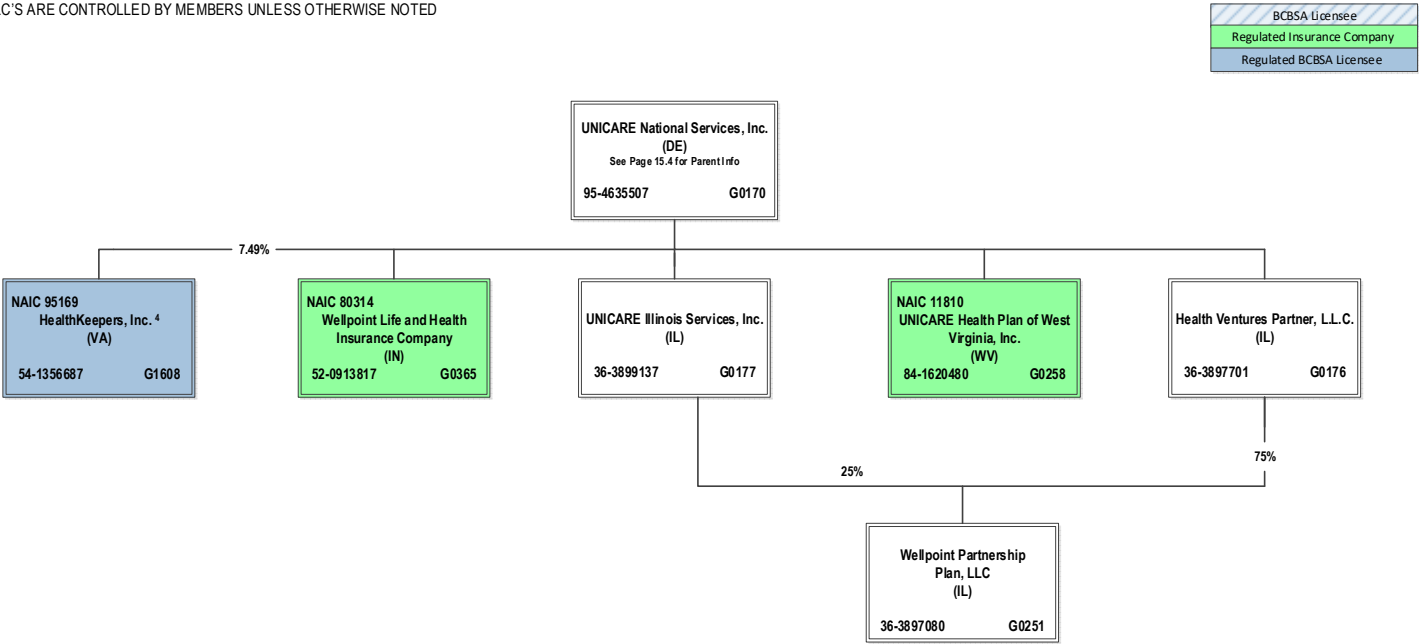 C'S ARE CONTROLLED BY MEMBERS UNLESS OTHERWISE NOTED
BCBSA Licensee
Regulated Insurance Company
Regulated BCBSA Licensee
UNICARE National Services, Inc.
(DE)
See Page 15.4 for Parent Info
95-4635507 G0170
7.49%
NAIC 95169
HealthKeepers, Inc. ⁴
(VA)
54-1356687 G1608
NAIC 80314
Wellpoint Life and Health
Insurance Company
(IN)
52-0913817 G0365
UNICARE Illinois Services, Inc.
(IL)
36-3899137 G0177
NAIC 11810
UNICARE Health Plan of West
Virginia, Inc.
(WV)
84-1620480 G0258
Health Ventures Partner, L.L.C.
(IL)
36-3897701 G0176
25%
75%
Wellpoint Partnership
Plan, LLC
(IL)
36-3897080 G0251